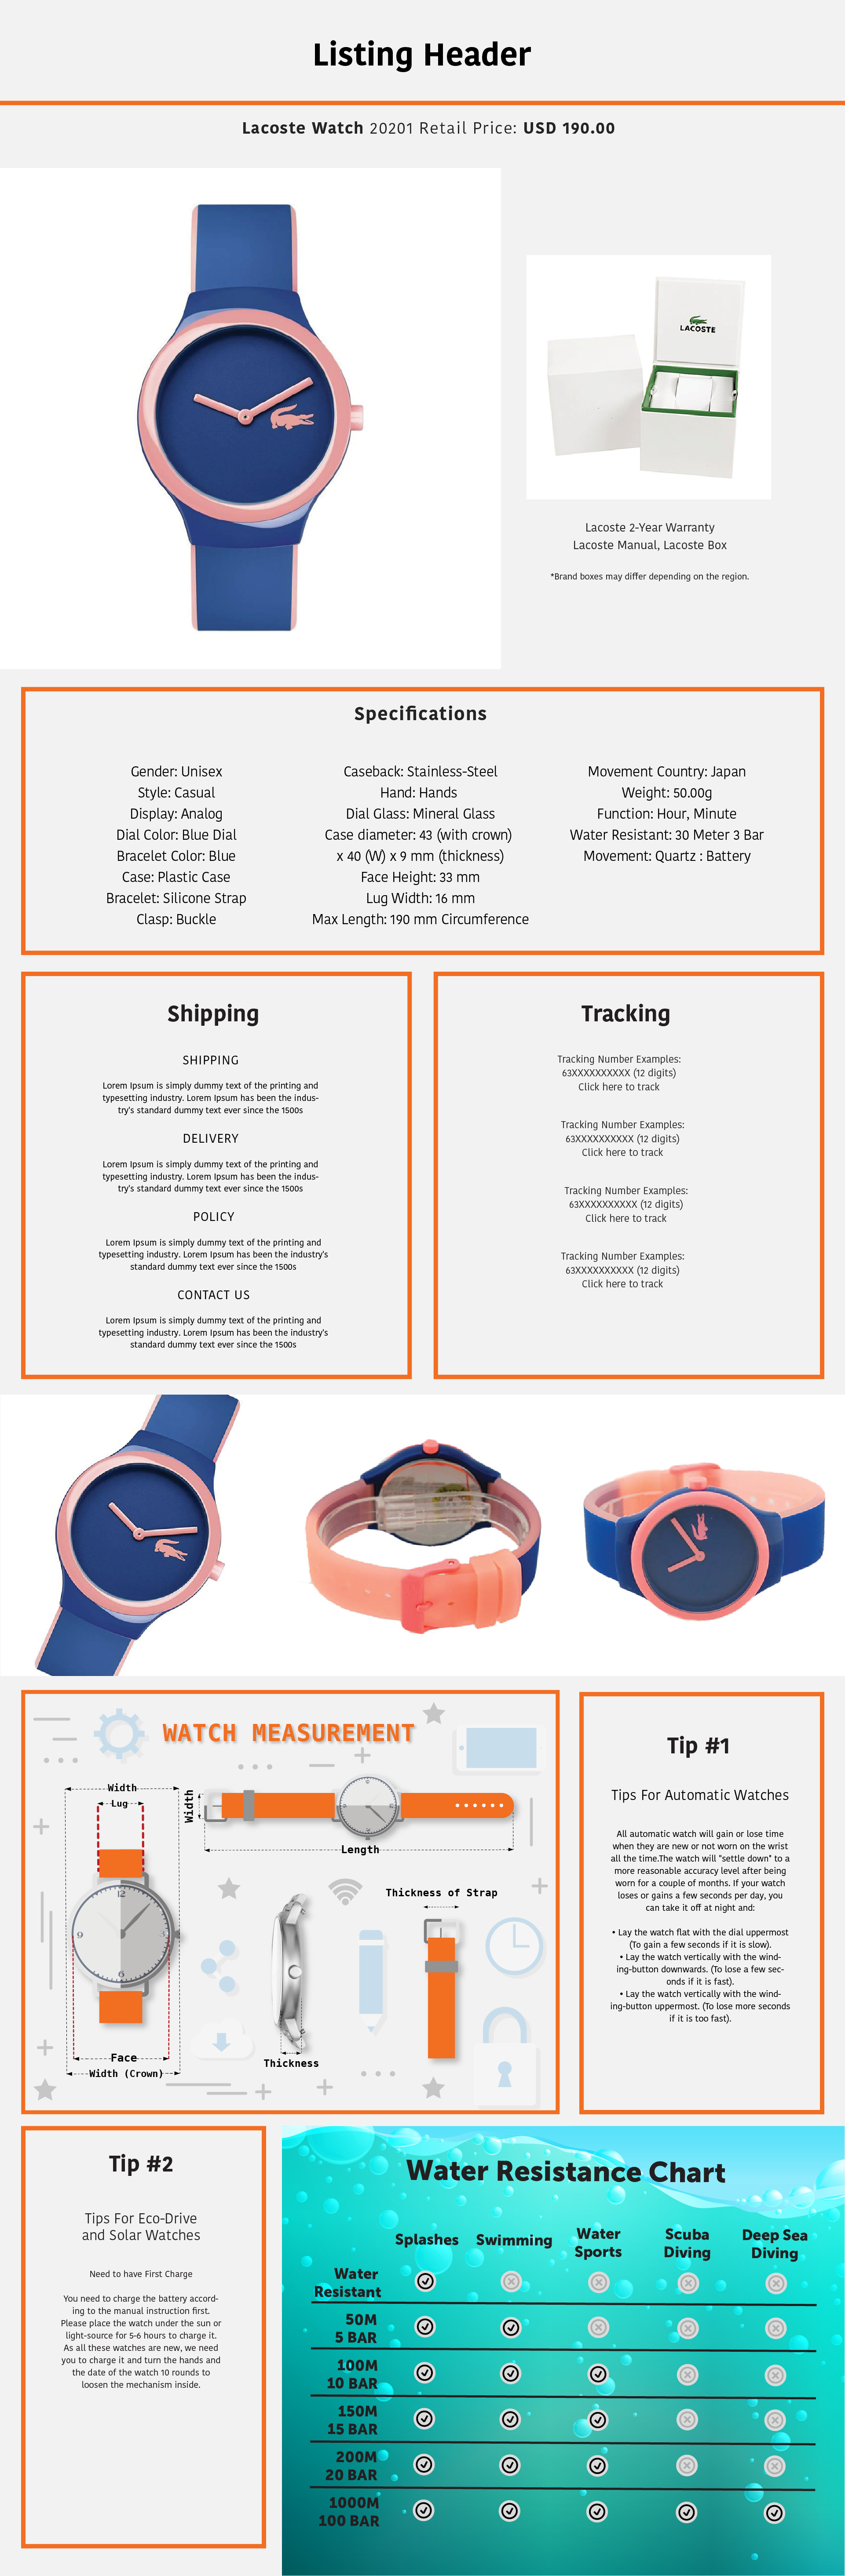 Listing Header
Lacoste Watch 20201 Retail Price: USD 190.00
LACOSTE
Lacoste 2-Year Warranty
Lacoste Manual, Lacoste Box
*Brand boxes may differ depending on the region.
Specifications
Gender: Unisex
Style: Casual
Display: Analog
Dial Color: Blue Dial
Bracelet Color: Blue
Case: Plastic Case
Bracelet: Silicone Strap
Clasp: Buckle
Caseback: Stainless-Steel
Hand: Hands
Dial Glass: Mineral Glass
Case diameter: 43 (with crown)
x 40 (W) x 9 mm (thickness)
Face Height: 33 mm
Lug Width: 16 mm
Max Length: 190 mm Circumference
Movement Country: Japan
Weight: 50.00g
Function: Hour, Minute
Water Resistant: 30 Meter 3 Bar
Movement: Quartz : Battery
Shipping
SHIPPING
Lorem Ipsum is simply dummy text of the printing and
typesetting industry. Lorem Ipsum has been the indus-
try's standard dummy text ever since the 1500s
DELIVERY
Lorem Ipsum is simply dummy text of the printing and
typesetting industry. Lorem Ipsum has been the indus-
try's standard dummy text ever since the 1500s
POLICY
Lorem Ipsum is simply dummy text of the printing and
typesetting industry. Lorem Ipsum has been the industry's
standard dummy text ever since the 1500s
CONTACT US
Lorem Ipsum is simply dummy text of the printing and
typesetting industry. Lorem Ipsum has been the industry's
standard dummy text ever since the 1500s
Tracking
Tracking Number Examples:
63XXXXXXXXXX (12 digits)
Click here to track
Tracking Number Examples:
63XXXXXXXXXX (12 digits)
Click here to track
Tracking Number Examples:
63XXXXXXXXXX (12 digits)
Click here to track
Tracking Number Examples:
63XXXXXXXXXX (12 digits)
Click here to track
WATCH MEASUREMENT
Width
Lug
Width
Length
12
3
6
9
Thickness of Strap
Face
Width (Crown)
Thickness
Tip #1
Tips For Automatic Watches
All automatic watch will gain or lose time
when they are new or not worn on the wrist
all the time.The watch will "settle down" to a
more reasonable accuracy level after being
worn for a couple of months. If your watch
loses or gains a few seconds per day, you
can take it off at night and:
• Lay the watch flat with the dial uppermost
(To gain a few seconds if it is slow).
• Lay the watch vertically with the wind-
ing-button downwards. (To lose a few sec-
onds if it is fast).
• Lay the watch vertically with the wind-
ing-button uppermost. (To lose more seconds
if it is too fast).
Tip #2
Tips For Eco-Drive
and Solar Watches
Need to have First Charge
You need to charge the battery accord-
ing to the manual instruction first.
Please place the watch under the sun or
light-source for 5-6 hours to charge it.
As all these watches are new, we need
you to charge it and turn the hands and
the date of the watch 10 rounds to
loosen the mechanism inside.
Water Resistance Chart
Splashes
Swimming
Water
Sports
Scuba
Diving
Deep Sea
Diving
Water
Resistant
50M
5 BAR
100M
10 BAR
150M
15 BAR
200M
20 BAR
1000M
100 BAR